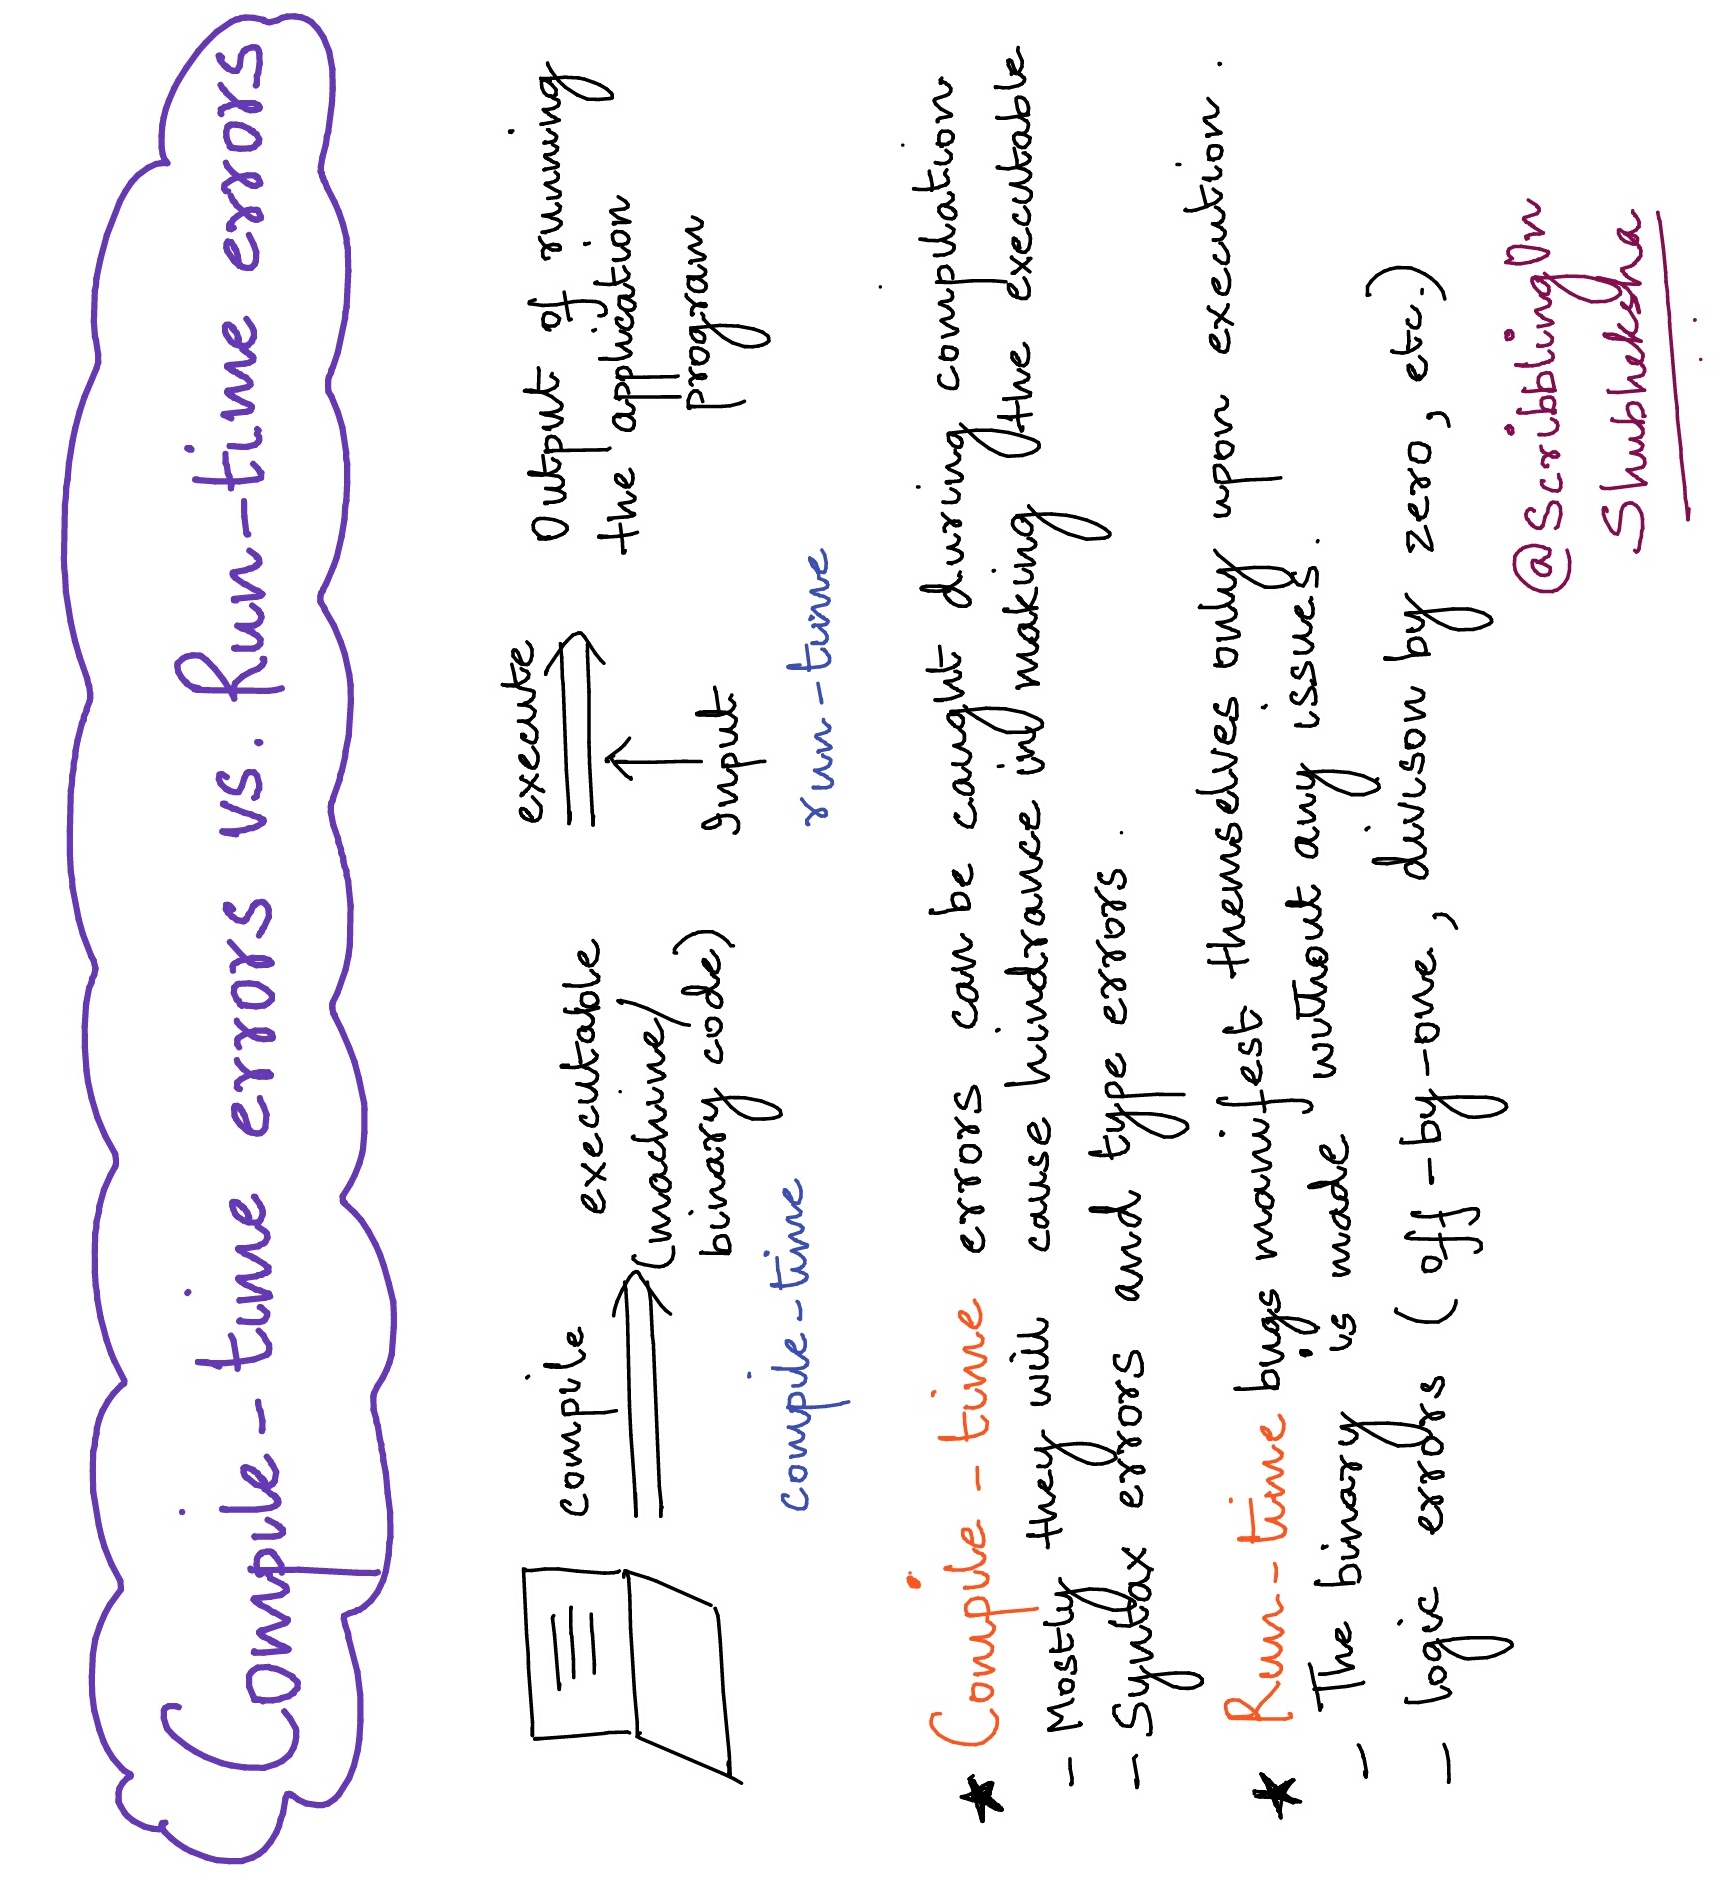 Compile-time errors vs. Run-time errors
compile
executable
(machine/
binary code)
compile-time
execute
Input
run-time
Output of running
the application
program
★ Compile-time errors can be caught during compilation
- Mostly they will cause hindrance in making the executable
- Syntax errors and type errors.
★ Run-time bugs manifest themselves only upon execution.
- The binary is made without any issues.
- logic errors (off-by-one, divison by zero, etc.)
@ScribblingOn
Shubheksha